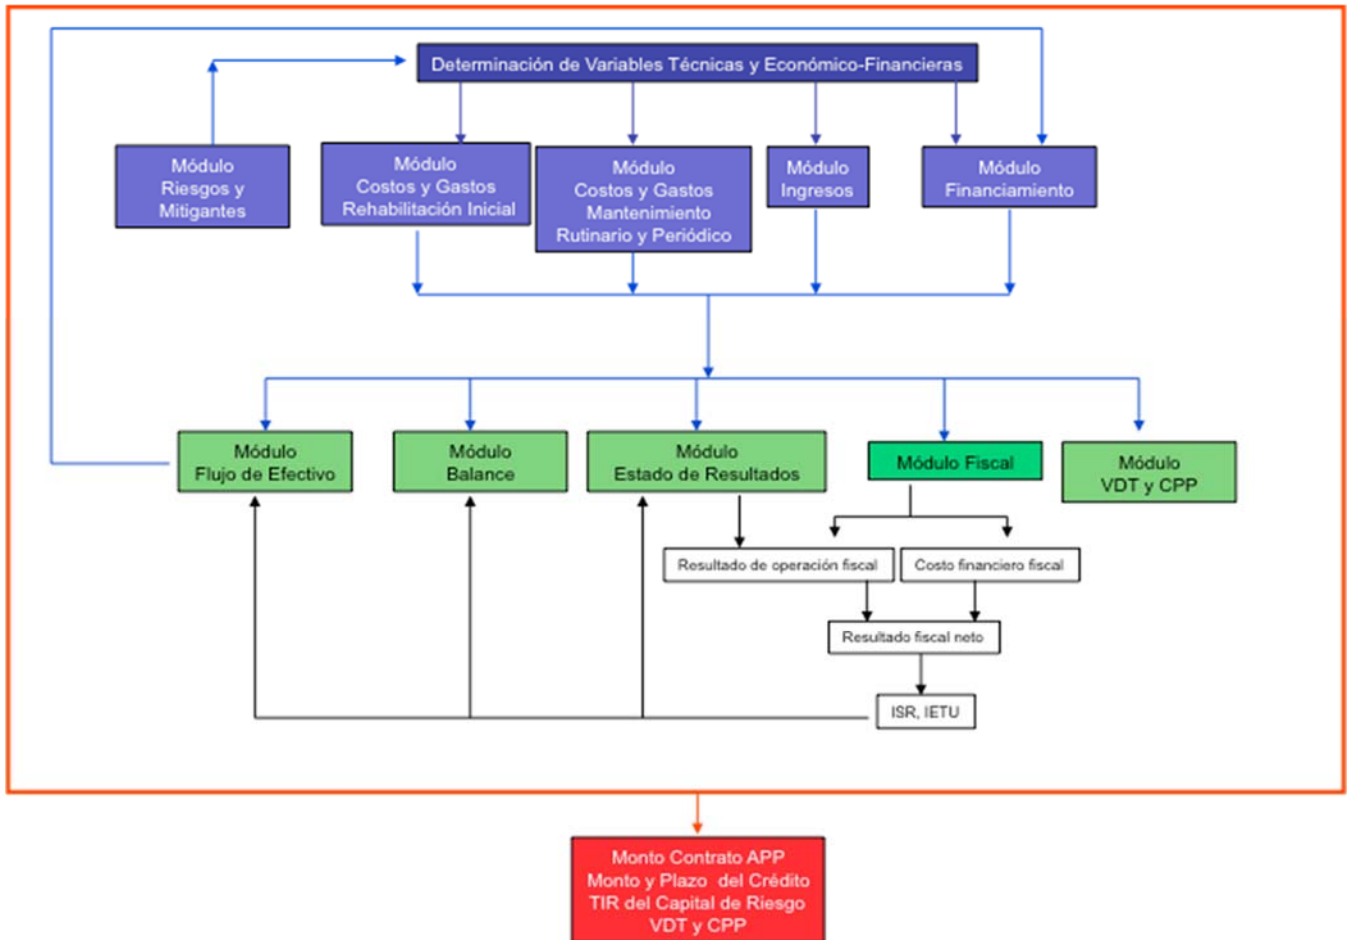 Determinación de Variables Técnicas y Económico-Financieras
Módulo
Riesgos y
Mitigantes
Módulo
Costos y Gastos
Rehabilitación Inicial
Módulo
Costos y Gastos
Mantenimiento
Rutinario y Periódico
Módulo
Ingresos
Módulo
Financiamiento
Módulo
Flujo de Efectivo
Módulo
Balance
Módulo
Estado de Resultados
Módulo Fiscal
Módulo
VDT y CPP
Resultado de operación fiscal
Costo financiero fiscal
Resultado fiscal neto
ISR, IETU
Monto Contrato APP
Monto y Plazo del Crédito
TIR del Capital de Riesgo
VDT y CPP